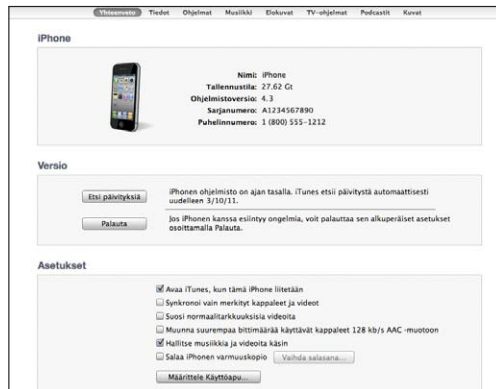 Yhteenveto Tiedot Ohjelmat Musiikki Elokuvat TV-ohjelmat Podcastit Kuvat
iPhone
Nimi: iPhone
Tallennustila: 27.62 Gt
Ohjelmistoversio: 4.3
Sarjanumero: A1234567890
Puhelinnumero: 1 (800) 555-1212
Versio
Etsi päivityksiä
iPhonen ohjelmisto on ajan tasalla. iTunes etsii päivitystä automaattisesti
uudelleen 3/10/11.
Palauta
Jos iPhonen kanssa esiintyy ongelmia, voit palauttaa sen alkuperäiset asetukset
osoittamalla Palauta.
Asetukset
Avaa iTunes, kun tämä iPhone liitetään
Synkronoi vain merkityt kappaleet ja videot
Suosi normaalitarkkuuksisia videoita
Muunna suurempaa bittimäärää käyttävät kappaleet 128 kb/s AAC -muotoon
Hallitse musiikkia ja videoita käsin
Salaa iPhonen varmuuskopio Vaihda salasana...
Määrittele Käyttöapu...